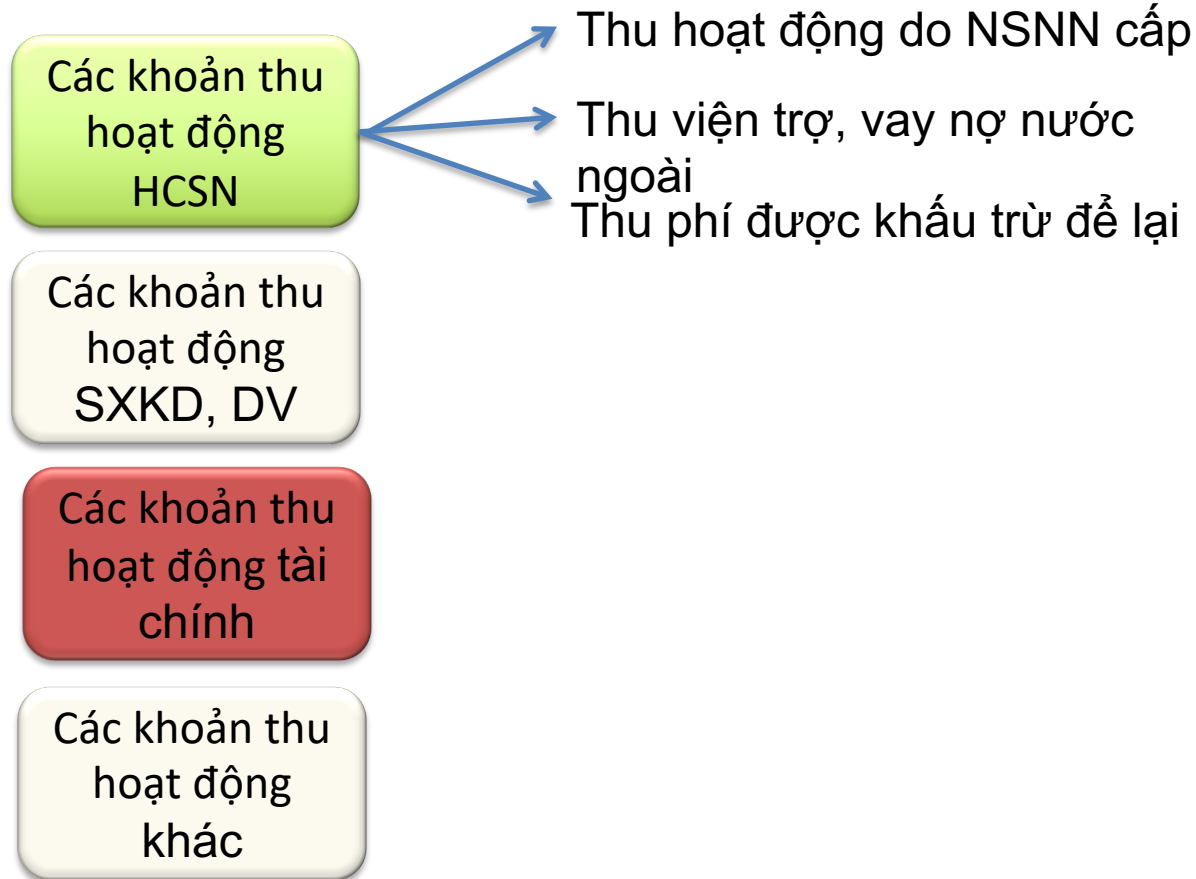 Các khoản thu
hoạt động
HCSN
Thu hoạt động do NSNN cấp
Thu viện trợ, vay nợ nước
ngoài
Thu phí được khấu trừ để lại
Các khoản thu
hoạt động
SXKD, DV
Các khoản thu
hoạt động tài
chính
Các khoản thu
hoạt động
khác